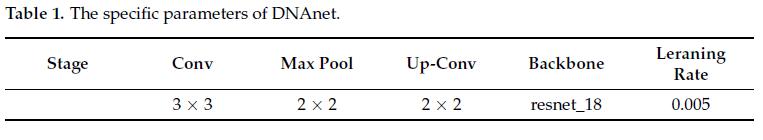 Table 1. The specific parameters of DNAnet.
Stage Conv Max Pool Up-Conv Backbone Leraning Rate
3 × 3 2 × 2 2 × 2 resnet_18 0.005